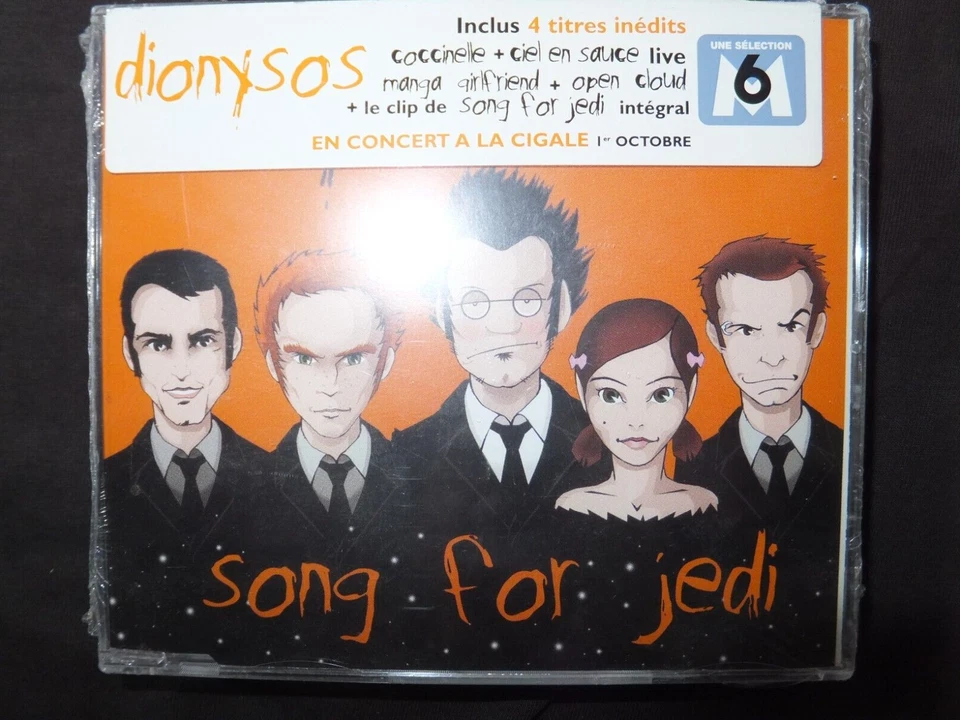 Inclus 4 titres inédits
dionysos
coccinelle + ciel en sauce live
manga girlfriend + open cloud
+ le clip de song for jedi intégral
EN CONCERT A LA CIGALE 1er OCTOBRE
UNE SÉLECTION
M6
song for jedi